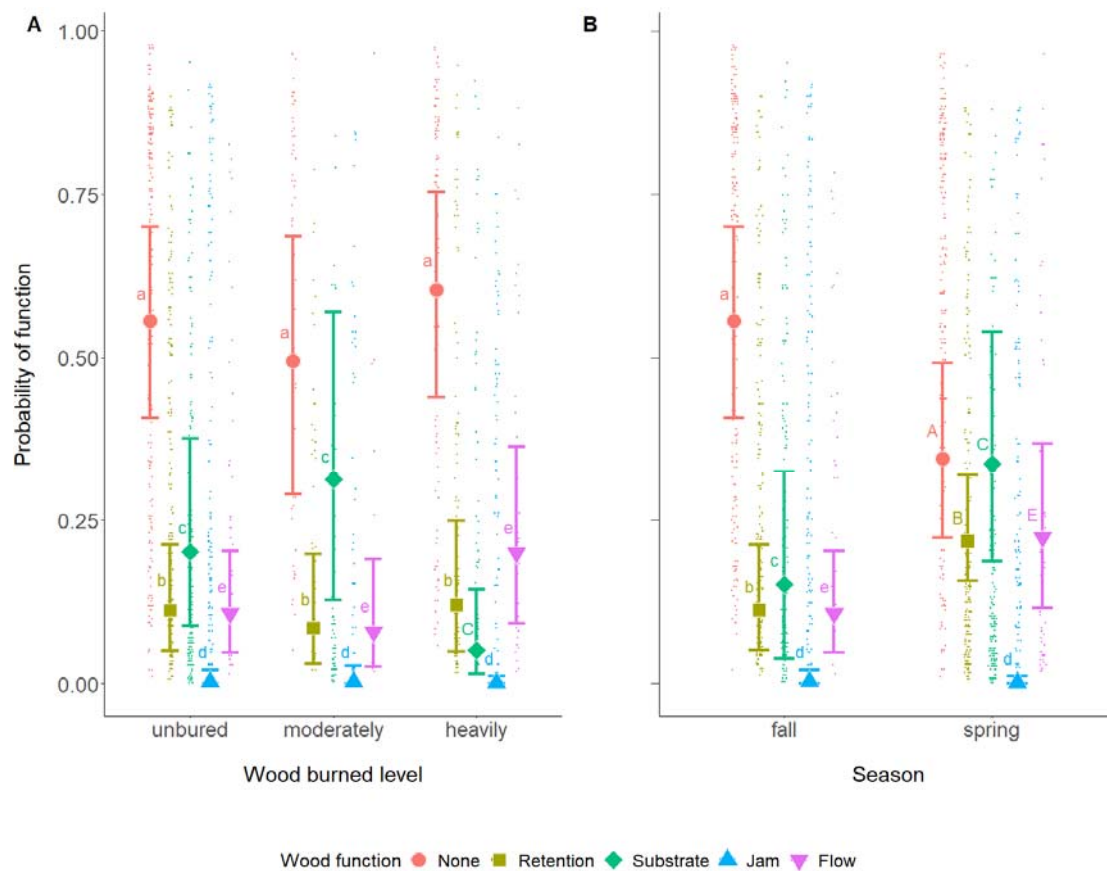 A
B
Probability of function
1.00
0.75
0.50
0.25
0.00
a
b
c
d
e
a
b
c
d
e
a
b
C
d
e
a
b
c
d
e
A
B
C
E
unbured
moderately
heavily
fall
spring
Wood burned level
Season
Wood function None Retention Substrate Jam Flow